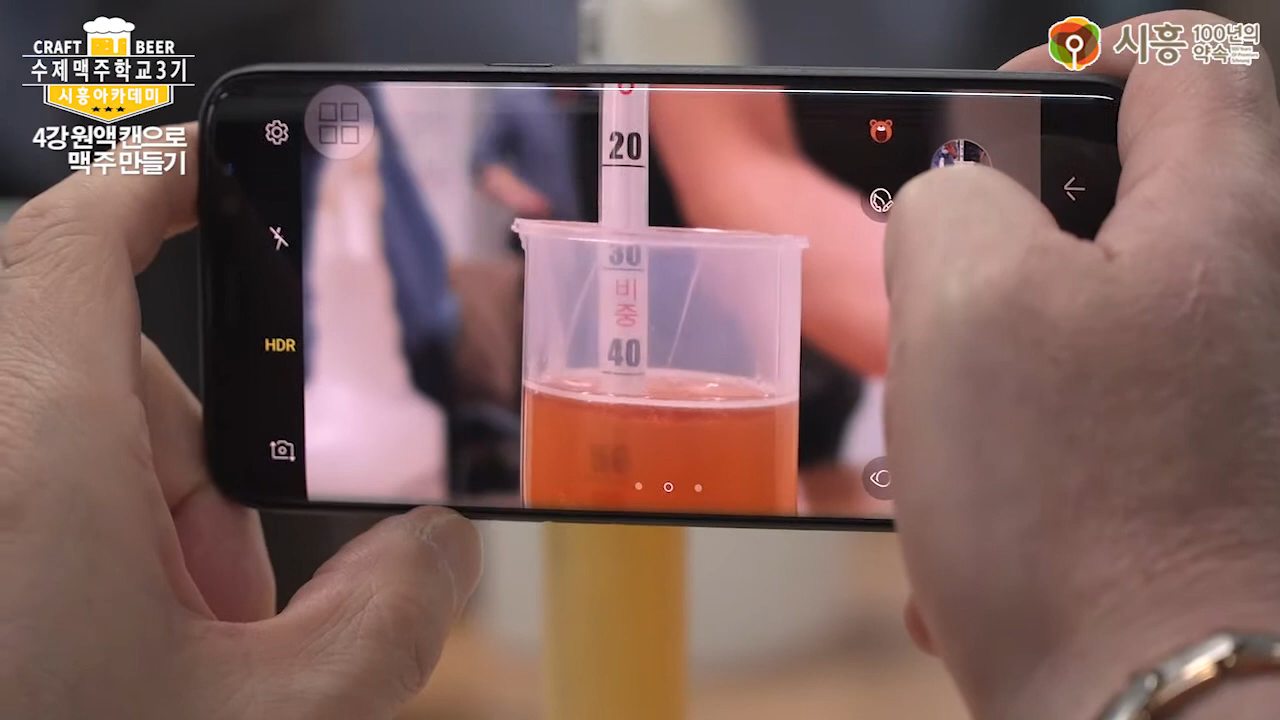 CRAFT BEER
수제맥주학교3기
시흥아카데미
4강 원액 캔으로
맥주 만들기
시흥 100년의
약속
20
30
비
중
40
HDR